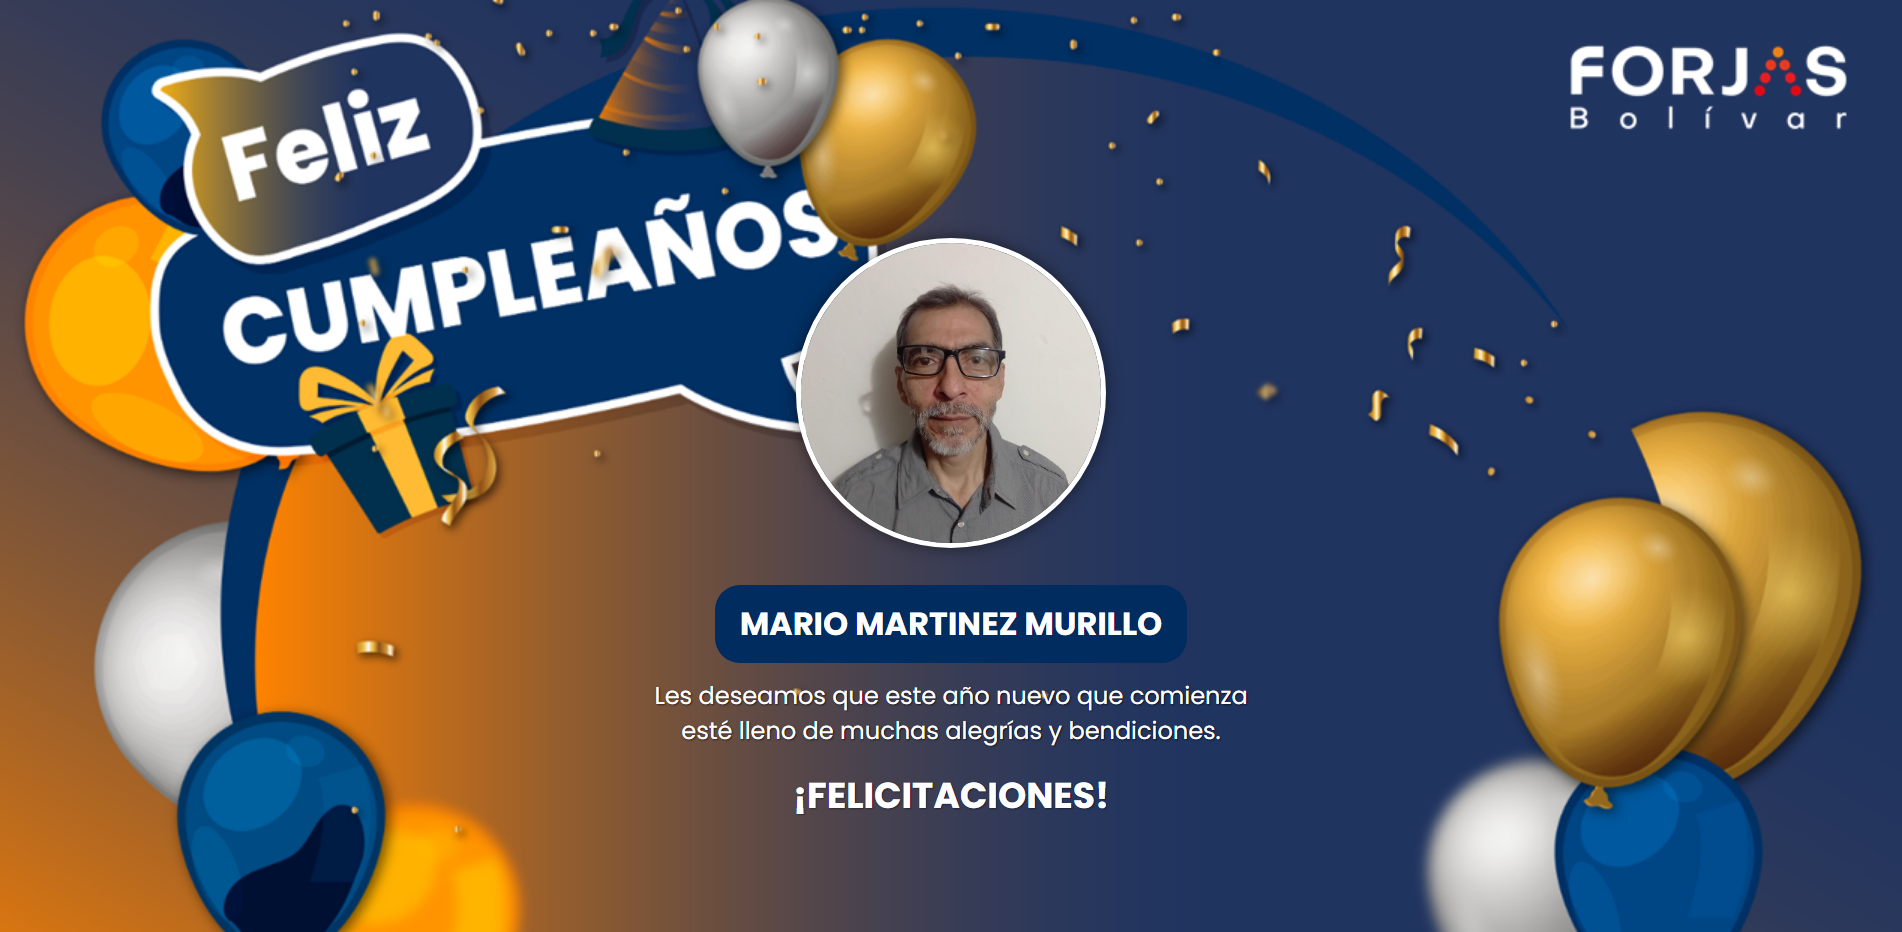 FORJAS
Bolívar
Feliz
CUMPLEAÑOS
MARIO MARTINEZ MURILLO
Les deseamos que este año nuevo que comienza
esté lleno de muchas alegrías y bendiciones.
¡FELICITACIONES!